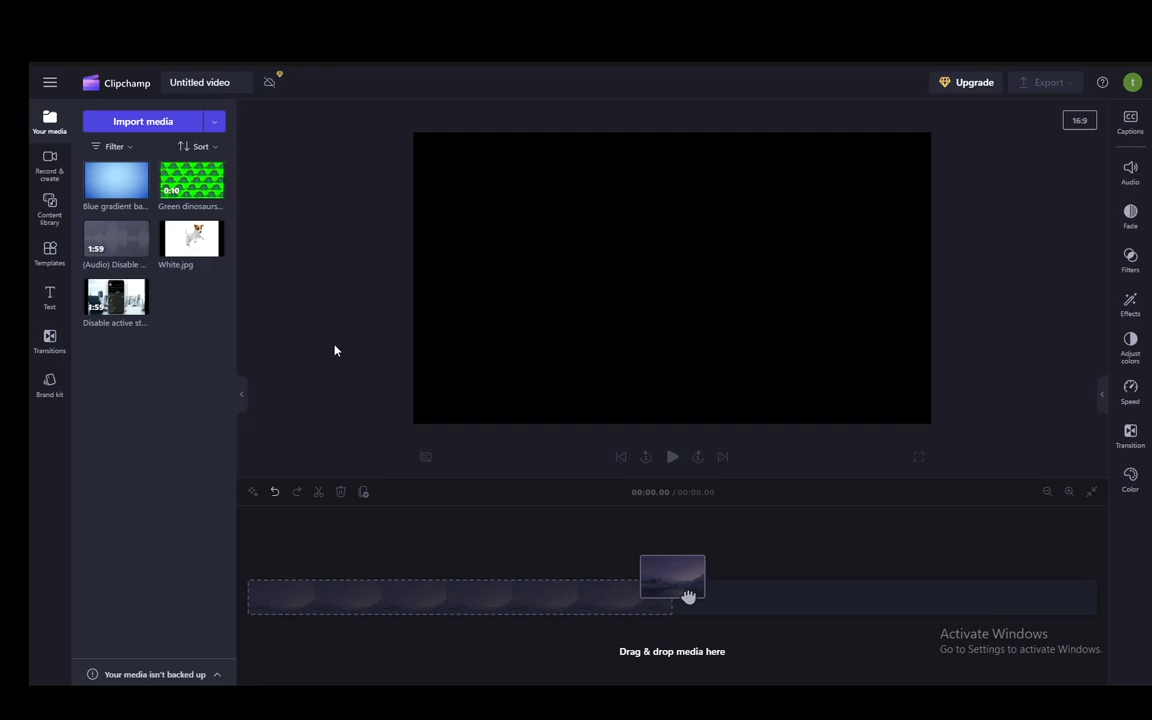 Clipchamp
Untitled video
Upgrade
Export
Your media
Import media
Filter
Sort
16:9
Captions
Record &
create
0:10
Blue gradient ba...
Green dinosaurs...
Audio
Content
library
Fade
1:59
(Audio) Disable ...
White.jpg
Templates
Filters
Text
1:59
Disable active st...
Effects
Transitions
Adjust
colors
Brand kit
Speed
Transition
Color
00:00.00 / 00:00.00
Activate Windows
Go to Settings to activate Windows.
Drag & drop media here
Your media isn't backed up
t